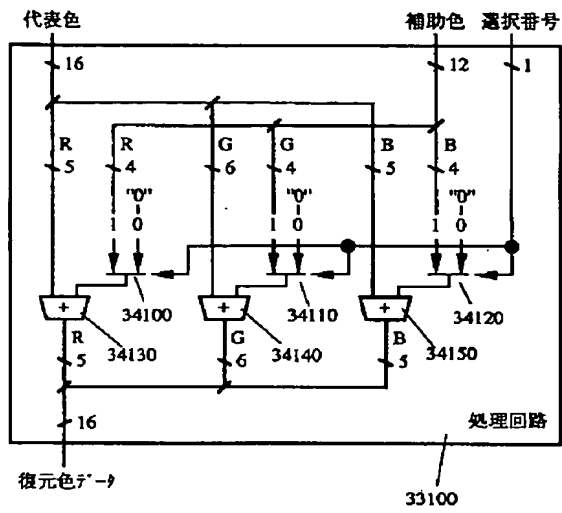 代表色 補助色 選択番号
16 12 1
R R G G B B
5 4 6 4 5 4
"0" "0" "0"
1 0 1 0 1 0
34100 34110 34120
+ + +
34130 34140 34150
R G B
5 6 5
16
処理回路
復元色データ
33100